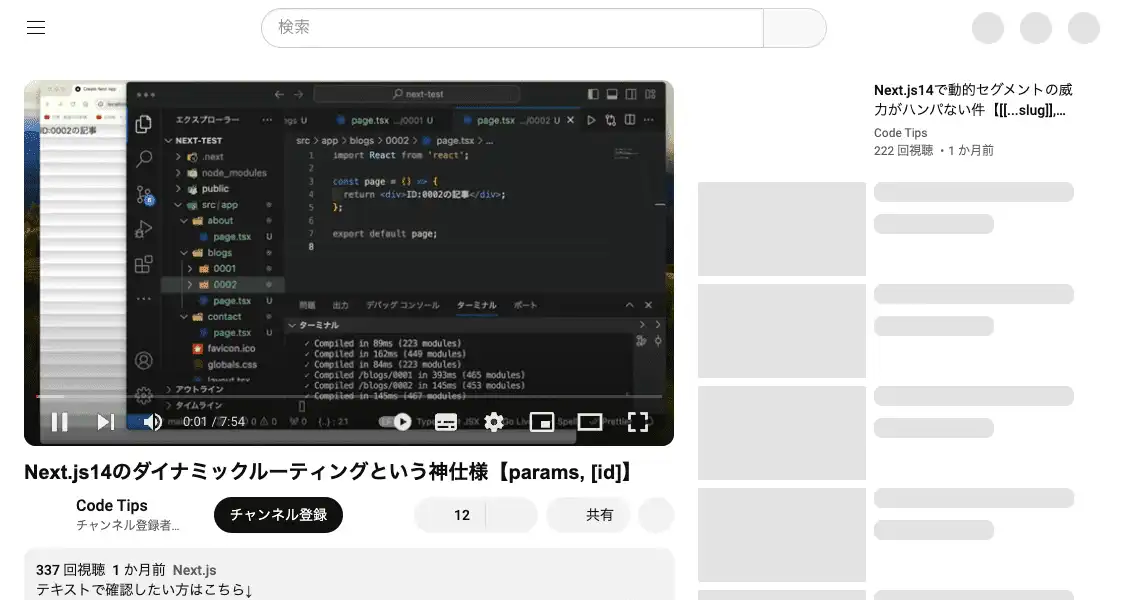 検索
Create Next App
next-test
エクスプローラー
page.tsx .../0001 U
page.tsx .../0002 U
ID:0002の記事
NEXT-TEST
src > app > blogs > 0002 > page.tsx > ...
.next
node_modules
public
src/app
about
page.tsx U
blogs
0001
0002
page.tsx U
contact
page.tsx U
favicon.ico
globals.css
layout.tsx
アウトライン
タイムライン
1 import React from 'react';
2
3 const page = () => {
4 return <div>ID:0002の記事</div>;
5 };
6
7 export default page;
8
問題 出力 デバッグ コンソール ターミナル ポート
ターミナル
✓ Compiled in 89ms (223 modules)
✓ Compiled in 162ms (449 modules)
✓ Compiled in 84ms (223 modules)
✓ Compiled /blogs/0001 in 393ms (465 modules)
✓ Compiled /blogs/0002 in 145ms (453 modules)
✓ Compiled in 145ms (467 modules)
0:01 / 7:54
Next.js14のダイナミックルーティングという神仕様【params, [id]】
Code Tips
チャンネル登録者...
チャンネル登録
12
共有
337 回視聴 1 か月前 Next.js
テキストで確認したい方はこちら↓
Next.js14で動的セグメントの威
力がハンパない件【[[...slug]],...
Code Tips
222 回視聴 ・1 か月前